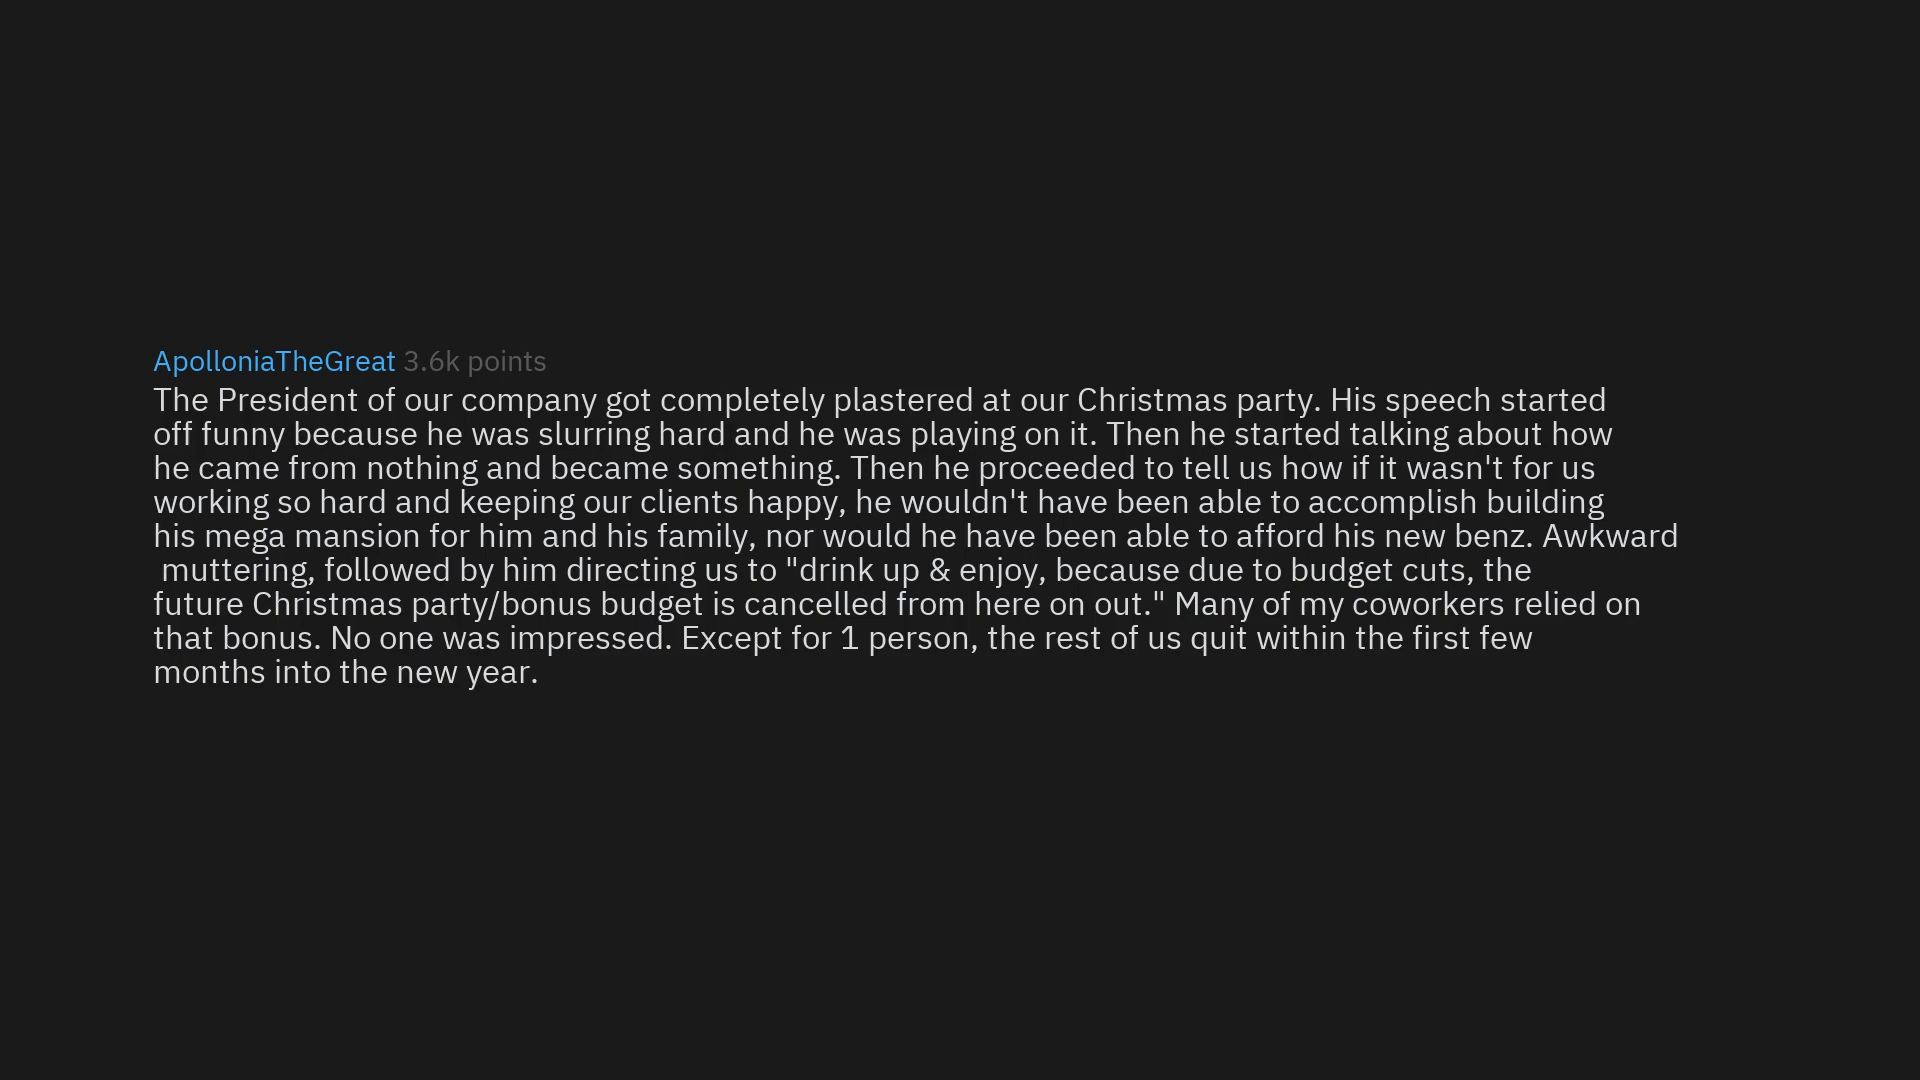 ApolloniaTheGreat 3.6k points
The President of our company got completely plastered at our Christmas party. His speech started
off funny because he was slurring hard and he was playing on it. Then he started talking about how
he came from nothing and became something. Then he proceeded to tell us how if it wasn't for us
working so hard and keeping our clients happy, he wouldn't have been able to accomplish building
his mega mansion for him and his family, nor would he have been able to afford his new benz. Awkward
muttering, followed by him directing us to "drink up & enjoy, because due to budget cuts, the
future Christmas party/bonus budget is cancelled from here on out." Many of my coworkers relied on
that bonus. No one was impressed. Except for 1 person, the rest of us quit within the first few
months into the new year.